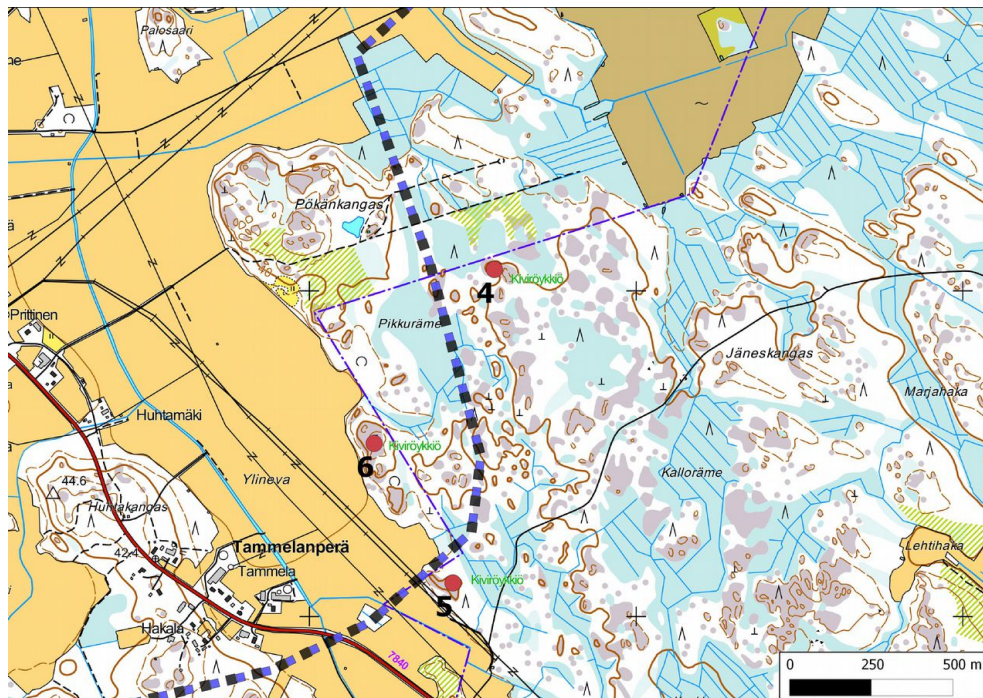 Palosaari
Pökänkangas
40
4
Kiviröykkiö
Prittinen
Pikkuräme
Jäneskangas
Marjahaka
Huhtamäki
Kiviröykkiö
6
44.6
Ylineva
Kalloräme
Huhtakangas
42.4
Tammelanperä
Lehtihaka
Tammela
Kiviröykkiö
5
Hakala
7840
0 250 500 m